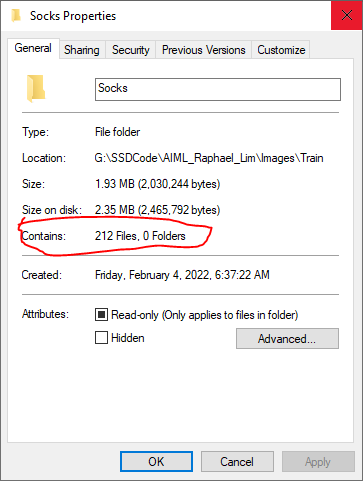 Socks Properties
General Sharing Security Previous Versions Customize
Socks
Type: File folder
Location: G:\SSDCode\AIML_Raphael_Lim\Images\Train
Size: 1.93 MB (2,030,244 bytes)
Size on disk: 2.35 MB (2,465,792 bytes)
Contains: 212 Files, 0 Folders
Created: Friday, February 4, 2022, 6:37:22 AM
Attributes: Read-only (Only applies to files in folder)
Hidden Advanced...
OK Cancel Apply